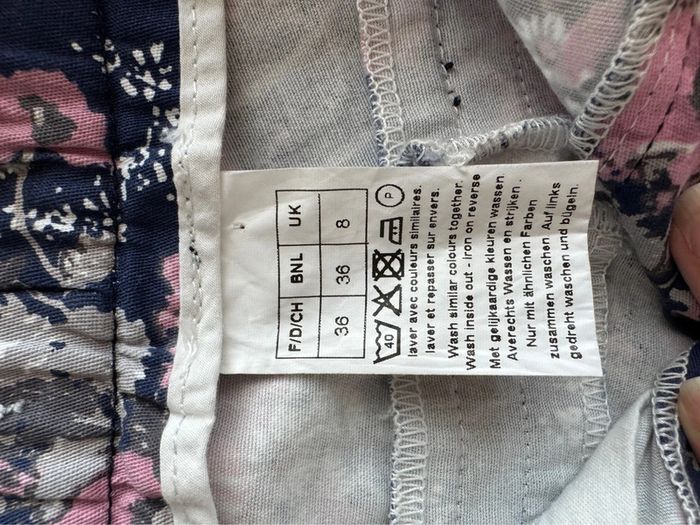 F/D/CH BNL UK
36 36 8
40 P
laver avec couleurs similaires.
laver et repasser sur envers.
Wash similar colours together.
Wash inside out - iron on reverse
Met gelijkaardige kleuren wassen
Averechts Wassen en strijken .
Nur mit ähnlichen Farben
zusammen waschen Auf links
gedreht waschen und bügeln.